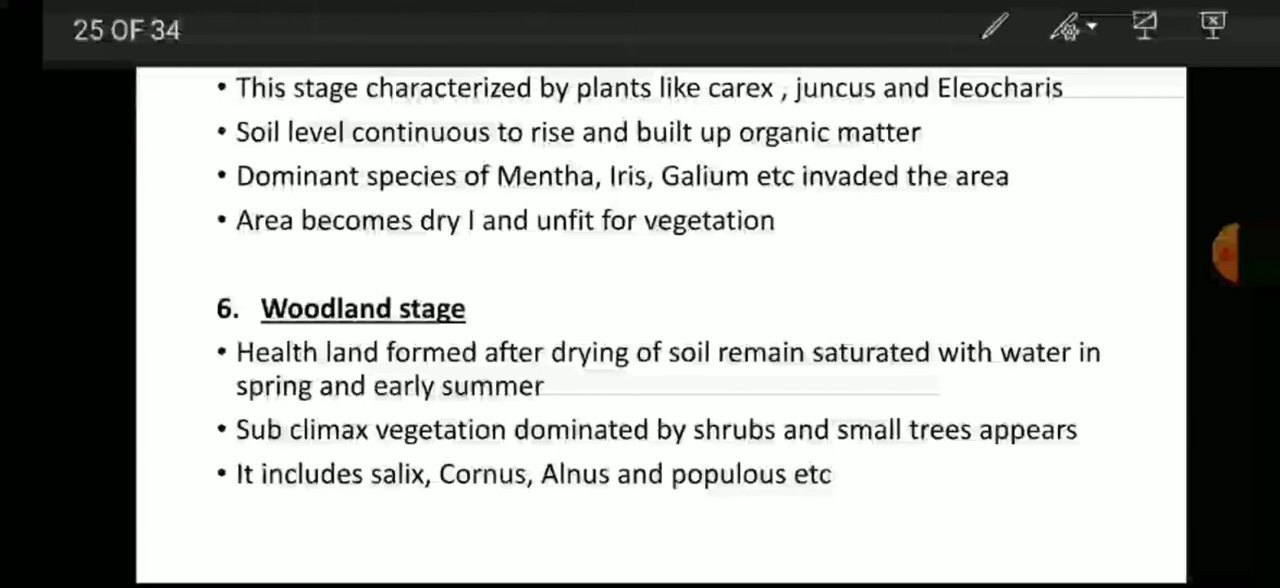 25 OF 34
• This stage characterized by plants like carex , juncus and Eleocharis
• Soil level continuous to rise and built up organic matter
• Dominant species of Mentha, Iris, Galium etc invaded the area
• Area becomes dry I and unfit for vegetation
6. Woodland stage
• Health land formed after drying of soil remain saturated with water in
spring and early summer
• Sub climax vegetation dominated by shrubs and small trees appears
• It includes salix, Cornus, Alnus and populous etc